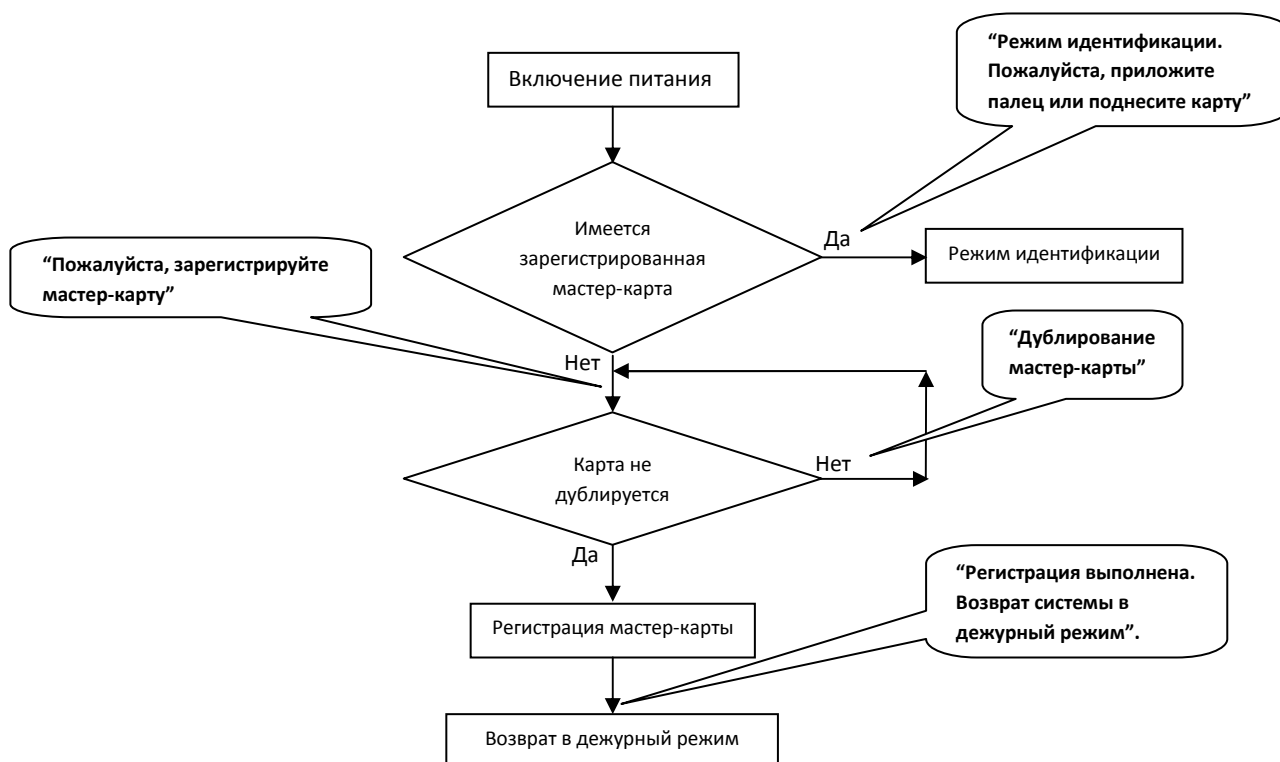 Включение питания
“Режим идентификации.
Пожалуйста, приложите
палец или поднесите карту”
Имеется
зарегистрированная
мастер-карта
Да
Режим идентификации
“Пожалуйста, зарегистрируйте
мастер-карту”
Нет
“Дублирование
мастер-карты”
Карта не
дублируется
Нет
Да
“Регистрация выполнена.
Возврат системы в
дежурный режим”.
Регистрация мастер-карты
Возврат в дежурный режим